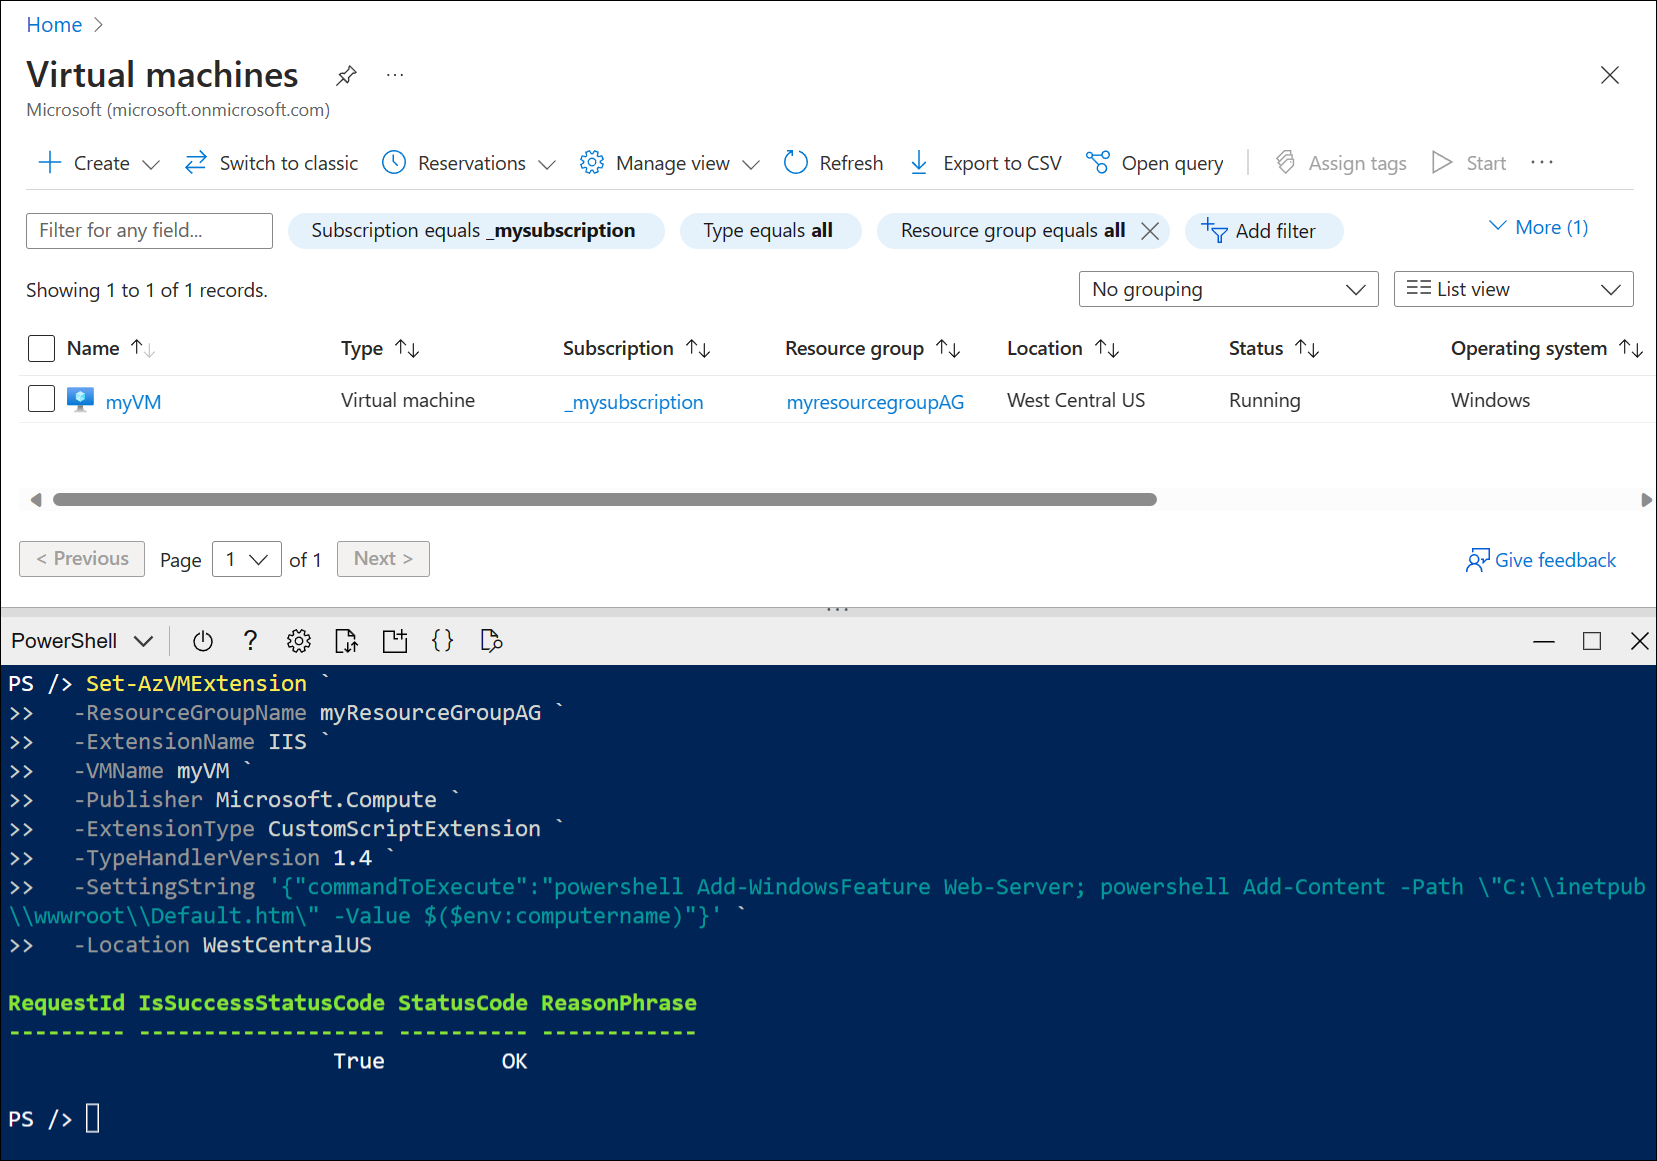 Home
Virtual machines
Microsoft (microsoft.onmicrosoft.com)
Create Switch to classic Reservations Manage view Refresh Export to CSV Open query Assign tags Start
Filter for any field... Subscription equals _mysubscription Type equals all Resource group equals all Add filter More (1)
Showing 1 to 1 of 1 records. No grouping List view
Name Type Subscription Resource group Location Status Operating system
myVM Virtual machine _mysubscription myresourcegroupAG West Central US Running Windows
< Previous Page 1 of 1 Next > Give feedback
PowerShell
PS /> Set-AzVMExtension `
>>   -ResourceGroupName myResourceGroupAG `
>>   -ExtensionName IIS `
>>   -VMName myVM `
>>   -Publisher Microsoft.Compute `
>>   -ExtensionType CustomScriptExtension `
>>   -TypeHandlerVersion 1.4 `
>>   -SettingString '{"commandToExecute":"powershell Add-WindowsFeature Web-Server; powershell Add-Content -Path \"C:\\inetpub
\\wwwroot\\Default.htm\" -Value $($env:computername)"}' `
>>   -Location WestCentralUS
RequestId IsSuccessStatusCode StatusCode ReasonPhrase
--------- ------------------- ---------- ------------
True OK
PS />